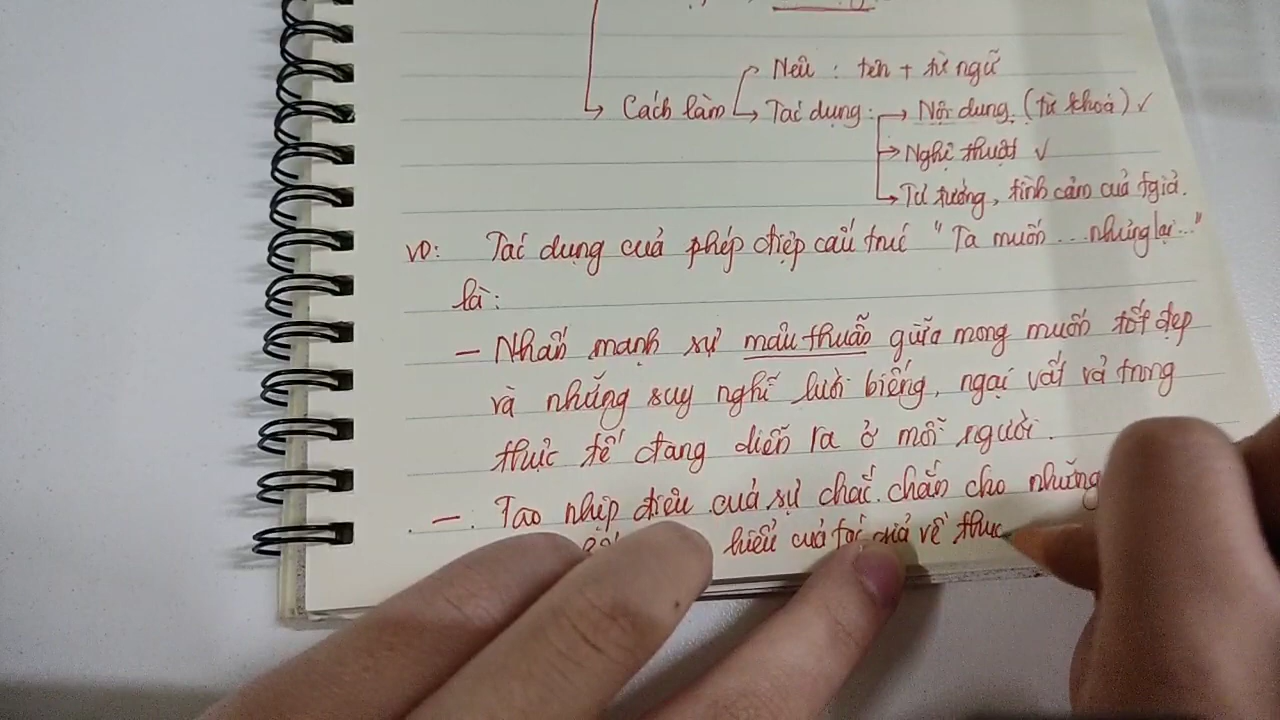 Nêu : tên + từ ngữ
Cách làm Tác dụng : Nội dung (từ khoá) ✓
Nghệ thuật ✓
Tư tưởng, tình cảm của tgiả.
VD: Tác dụng của phép điệp cấu trúc "Ta muốn ... nhưng lại ..."
là:
- Nhấn mạnh sự mâu thuẫn giữa mong muốn tốt đẹp
và những suy nghĩ lười biếng, ngại vất vả trong
thực tế đang diễn ra ở mỗi người.
- Tạo nhịp điệu của sự chắc chắn cho những
hiểu của tác giả về thực